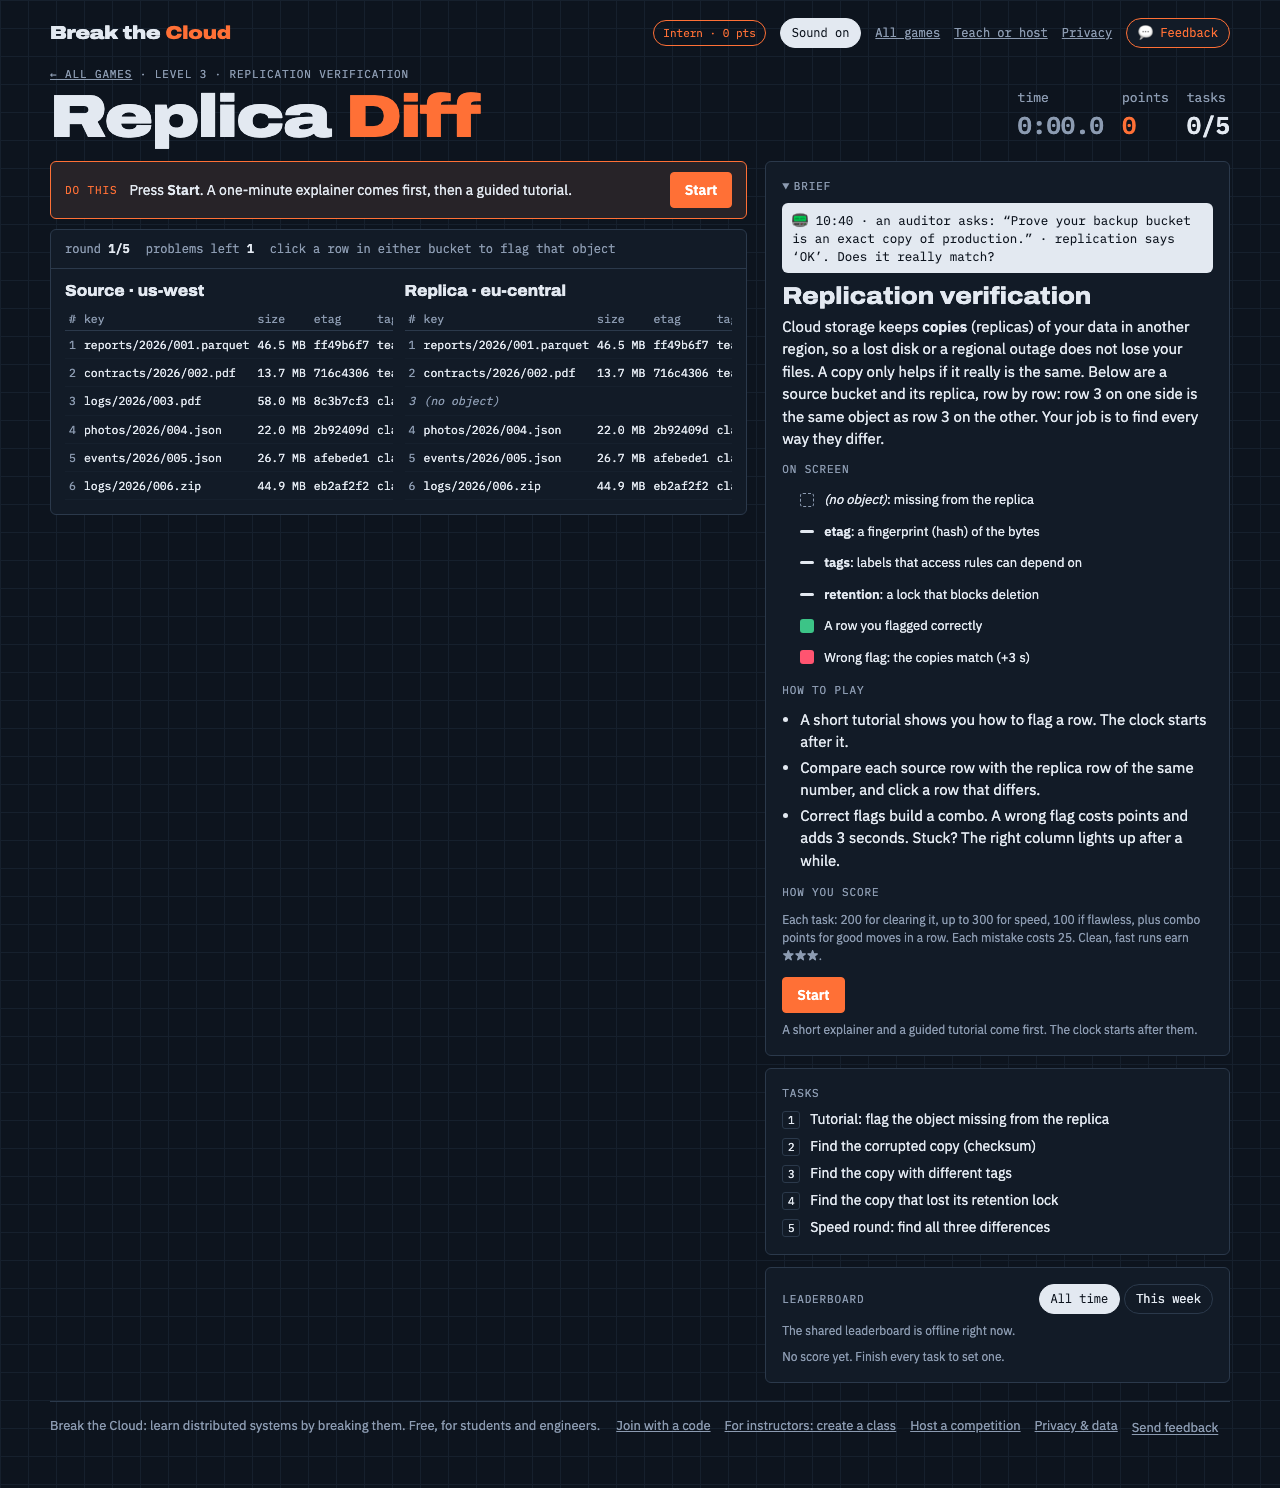 Break the Cloud
Intern · 0 pts
Sound on
All games
Teach or host
Privacy
💬 Feedback
← ALL GAMES · LEVEL 3 · REPLICATION VERIFICATION
Replica Diff
time
0:00.0
points
0
tasks
0/5
DO THIS Press Start. A one-minute explainer comes first, then a guided tutorial.
Start
round 1/5 problems left 1 click a row in either bucket to flag that object
Source · us-west
# key size etag
1 reports/2026/001.parquet 46.5 MB ff49b6f7
2 contracts/2026/002.pdf 13.7 MB 716c4306
3 logs/2026/003.pdf 58.0 MB 8c3b7cf3
4 photos/2026/004.json 22.0 MB 2b92409d
5 events/2026/005.json 26.7 MB afebede1
6 logs/2026/006.zip 44.9 MB eb2af2f2
Replica · eu-central
# key size etag
1 reports/2026/001.parquet 46.5 MB ff49b6f7
2 contracts/2026/002.pdf 13.7 MB 716c4306
3 (no object)
4 photos/2026/004.json 22.0 MB 2b92409d
5 events/2026/005.json 26.7 MB afebede1
6 logs/2026/006.zip 44.9 MB eb2af2f2
▼ BRIEF
10:40 · an auditor asks: “Prove your backup bucket
is an exact copy of production.” · replication says
‘OK’. Does it really match?
Replication verification
Cloud storage keeps copies (replicas) of your data in another
region, so a lost disk or a regional outage does not lose your
files. A copy only helps if it really is the same. Below are a
source bucket and its replica, row by row: row 3 on one side is
the same object as row 3 on the other. Your job is to find every
way they differ.
ON SCREEN
(no object): missing from the replica
etag: a fingerprint (hash) of the bytes
tags: labels that access rules can depend on
retention: a lock that blocks deletion
A row you flagged correctly
Wrong flag: the copies match (+3 s)
HOW TO PLAY
• A short tutorial shows you how to flag a row. The clock starts
after it.
• Compare each source row with the replica row of the same
number, and click a row that differs.
• Correct flags build a combo. A wrong flag costs points and
adds 3 seconds. Stuck? The right column lights up after a
while.
HOW YOU SCORE
Each task: 200 for clearing it, up to 300 for speed, 100 if flawless, plus combo
points for good moves in a row. Each mistake costs 25. Clean, fast runs earn
★★★.
Start
A short explainer and a guided tutorial come first. The clock starts after them.
TASKS
1 Tutorial: flag the object missing from the replica
2 Find the corrupted copy (checksum)
3 Find the copy with different tags
4 Find the copy that lost its retention lock
5 Speed round: find all three differences
LEADERBOARD
All time
This week
The shared leaderboard is offline right now.
No score yet. Finish every task to set one.
Break the Cloud: learn distributed systems by breaking them. Free, for students and engineers.
Join with a code
For instructors: create a class
Host a competition
Privacy & data
Send feedback